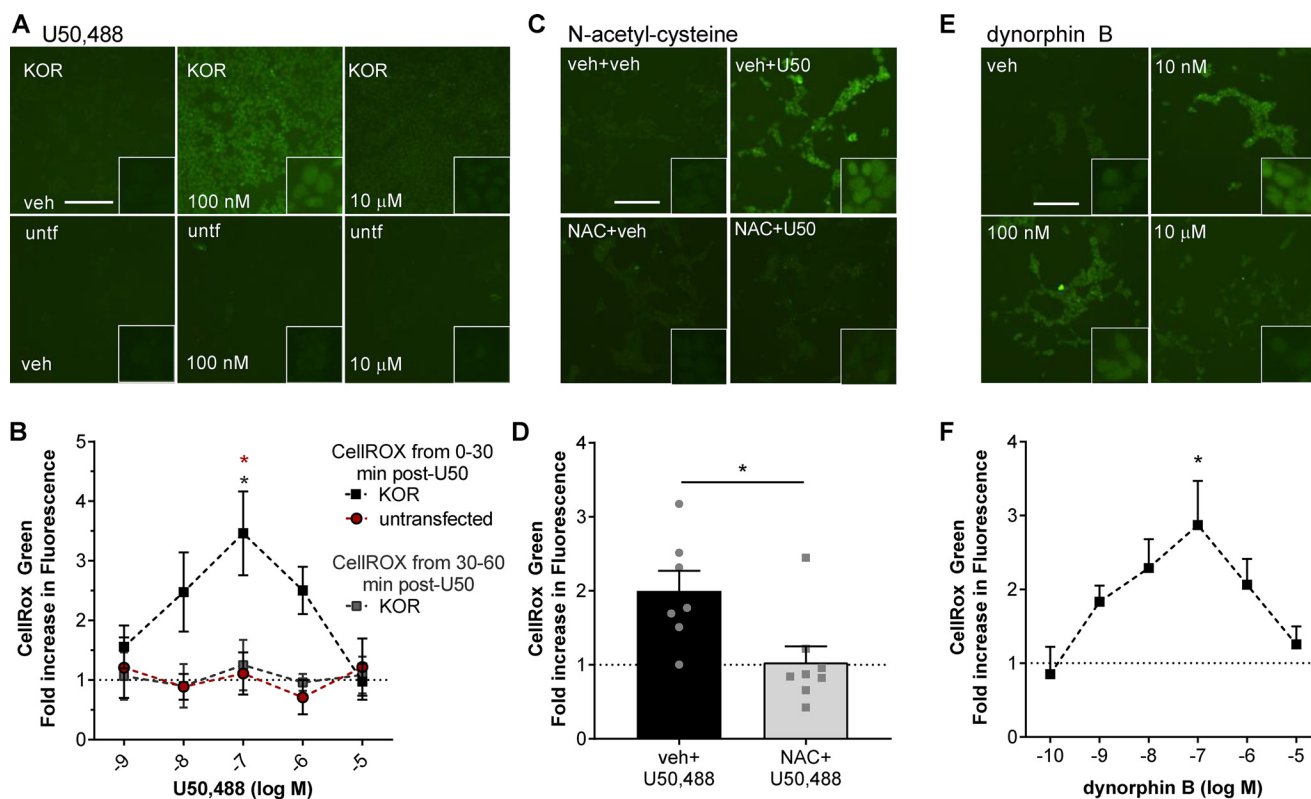 A U50,488
KOR
KOR
KOR
veh
100 nM
10 μM
untf
untf
untf
veh
100 nM
10 μM
B
CellROX Green
Fold increase in Fluorescence
5
4
3
2
1
0
*
*
CellROX from 0-30
min post-U50
KOR
untransfected
CellROX from 30-60
min post-U50
KOR
-9
-8
-7
-6
-5
U50,488 (log M)
C N-acetyl-cysteine
veh+veh
veh+U50
NAC+veh
NAC+U50
D
CellRox Green
Fold increase in Fluorescence
4
3
2
1
0
*
veh+
U50,488
NAC+
U50,488
E dynorphin B
veh
10 nM
100 nM
10 μM
F
CellRox Green
Fold increase in Fluorescence
4
3
2
1
0
*
-10
-9
-8
-7
-6
-5
dynorphin B (log M)